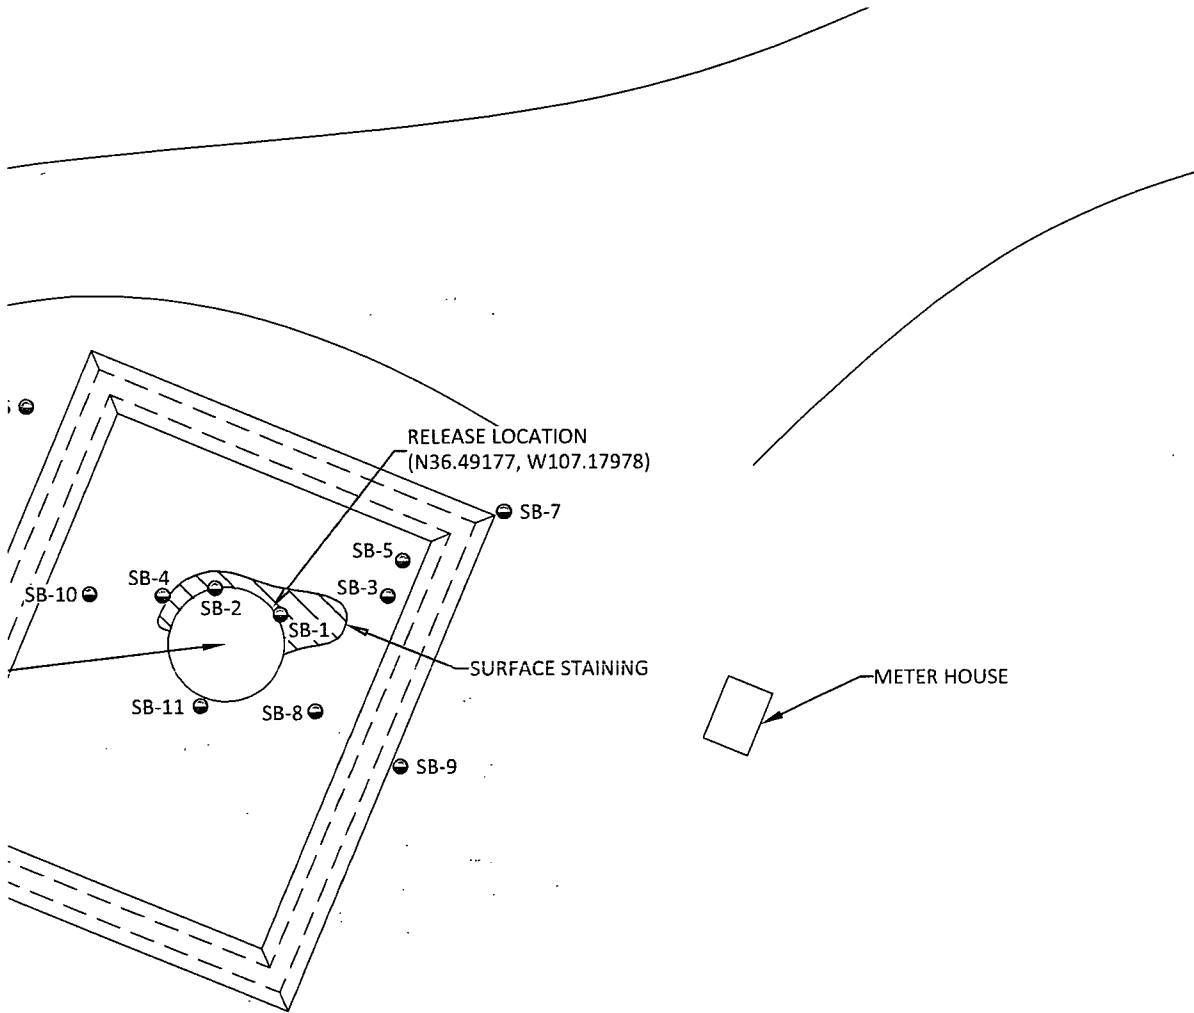 RELEASE LOCATION
(N36.49177, W107.17978)
SB-7
SB-5
SB-4
SB-3
SB-10
SB-2
SB-1
SURFACE STAINING
METER HOUSE
SB-11
SB-8
SB-9